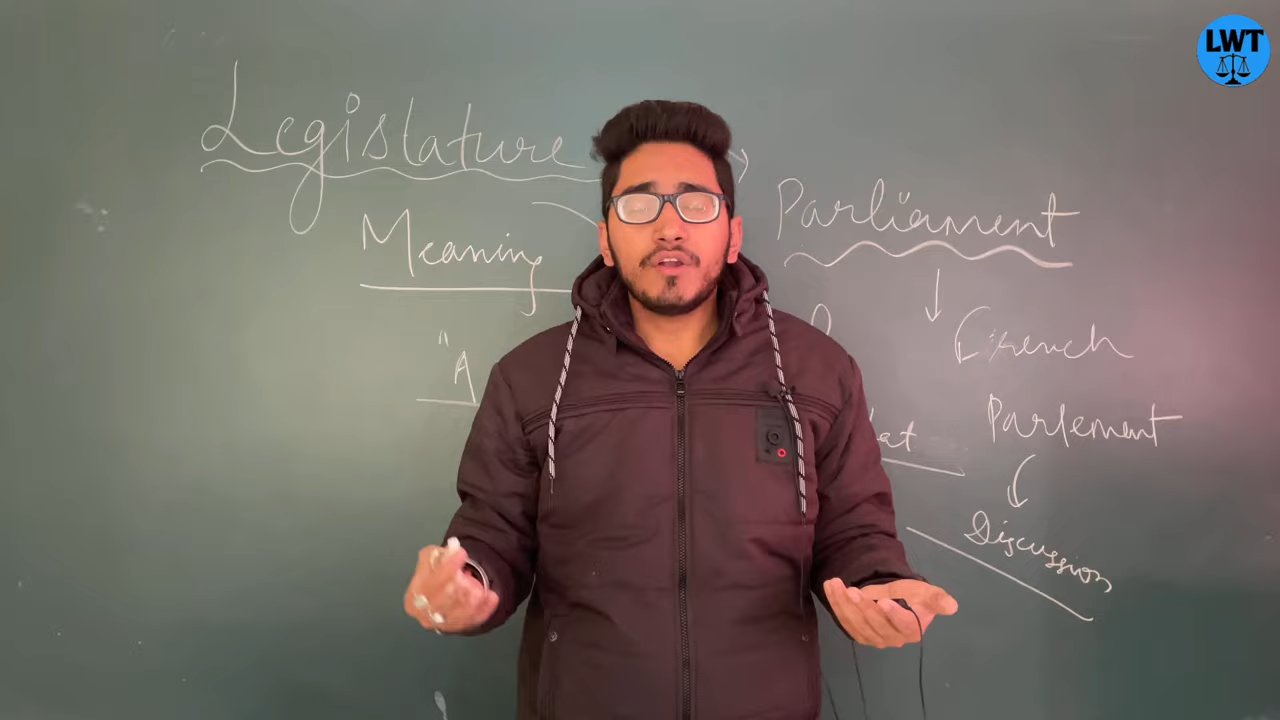 LWT
Legislature →
Parliament
Meaning
French
"A
Parlement
Discussion